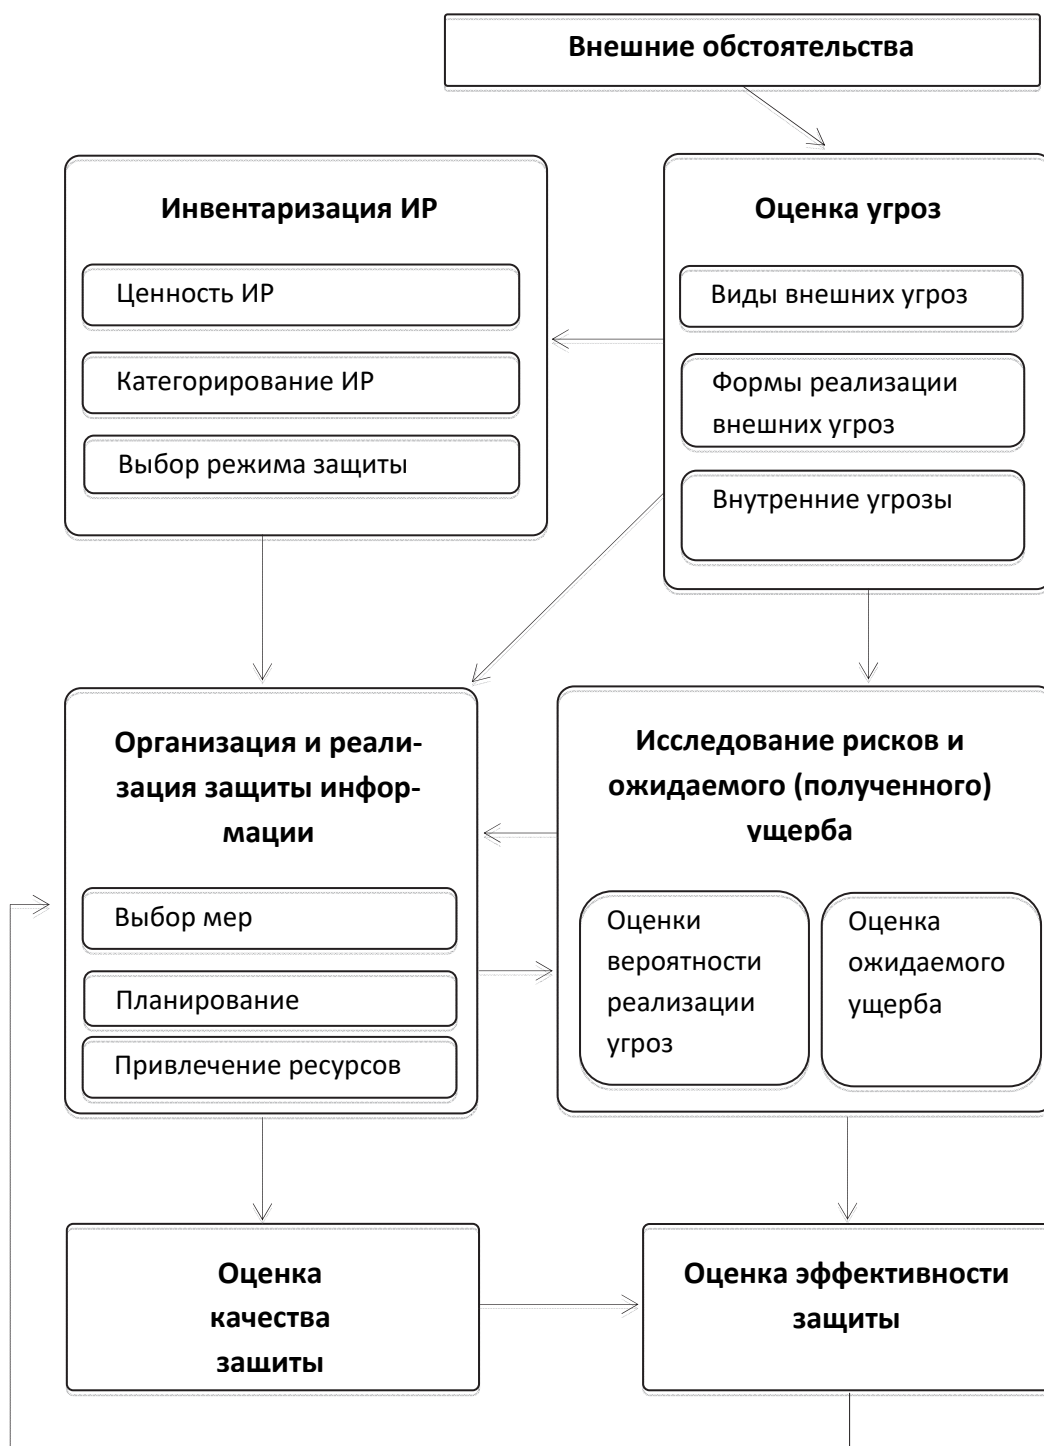 Внешние обстоятельства
Инвентаризация ИР
Ценность ИР
Категорирование ИР
Выбор режима защиты
Оценка угроз
Виды внешних угроз
Формы реализации
внешних угроз
Внутренние угрозы
Организация и реали-
зация защиты инфор-
мации
Выбор мер
Планирование
Привлечение ресурсов
Исследование рисков и
ожидаемого (полученного)
ущерба
Оценки
вероятности
реализации
угроз
Оценка
ожидаемого
ущерба
Оценка
качества
защиты
Оценка эффективности
защиты